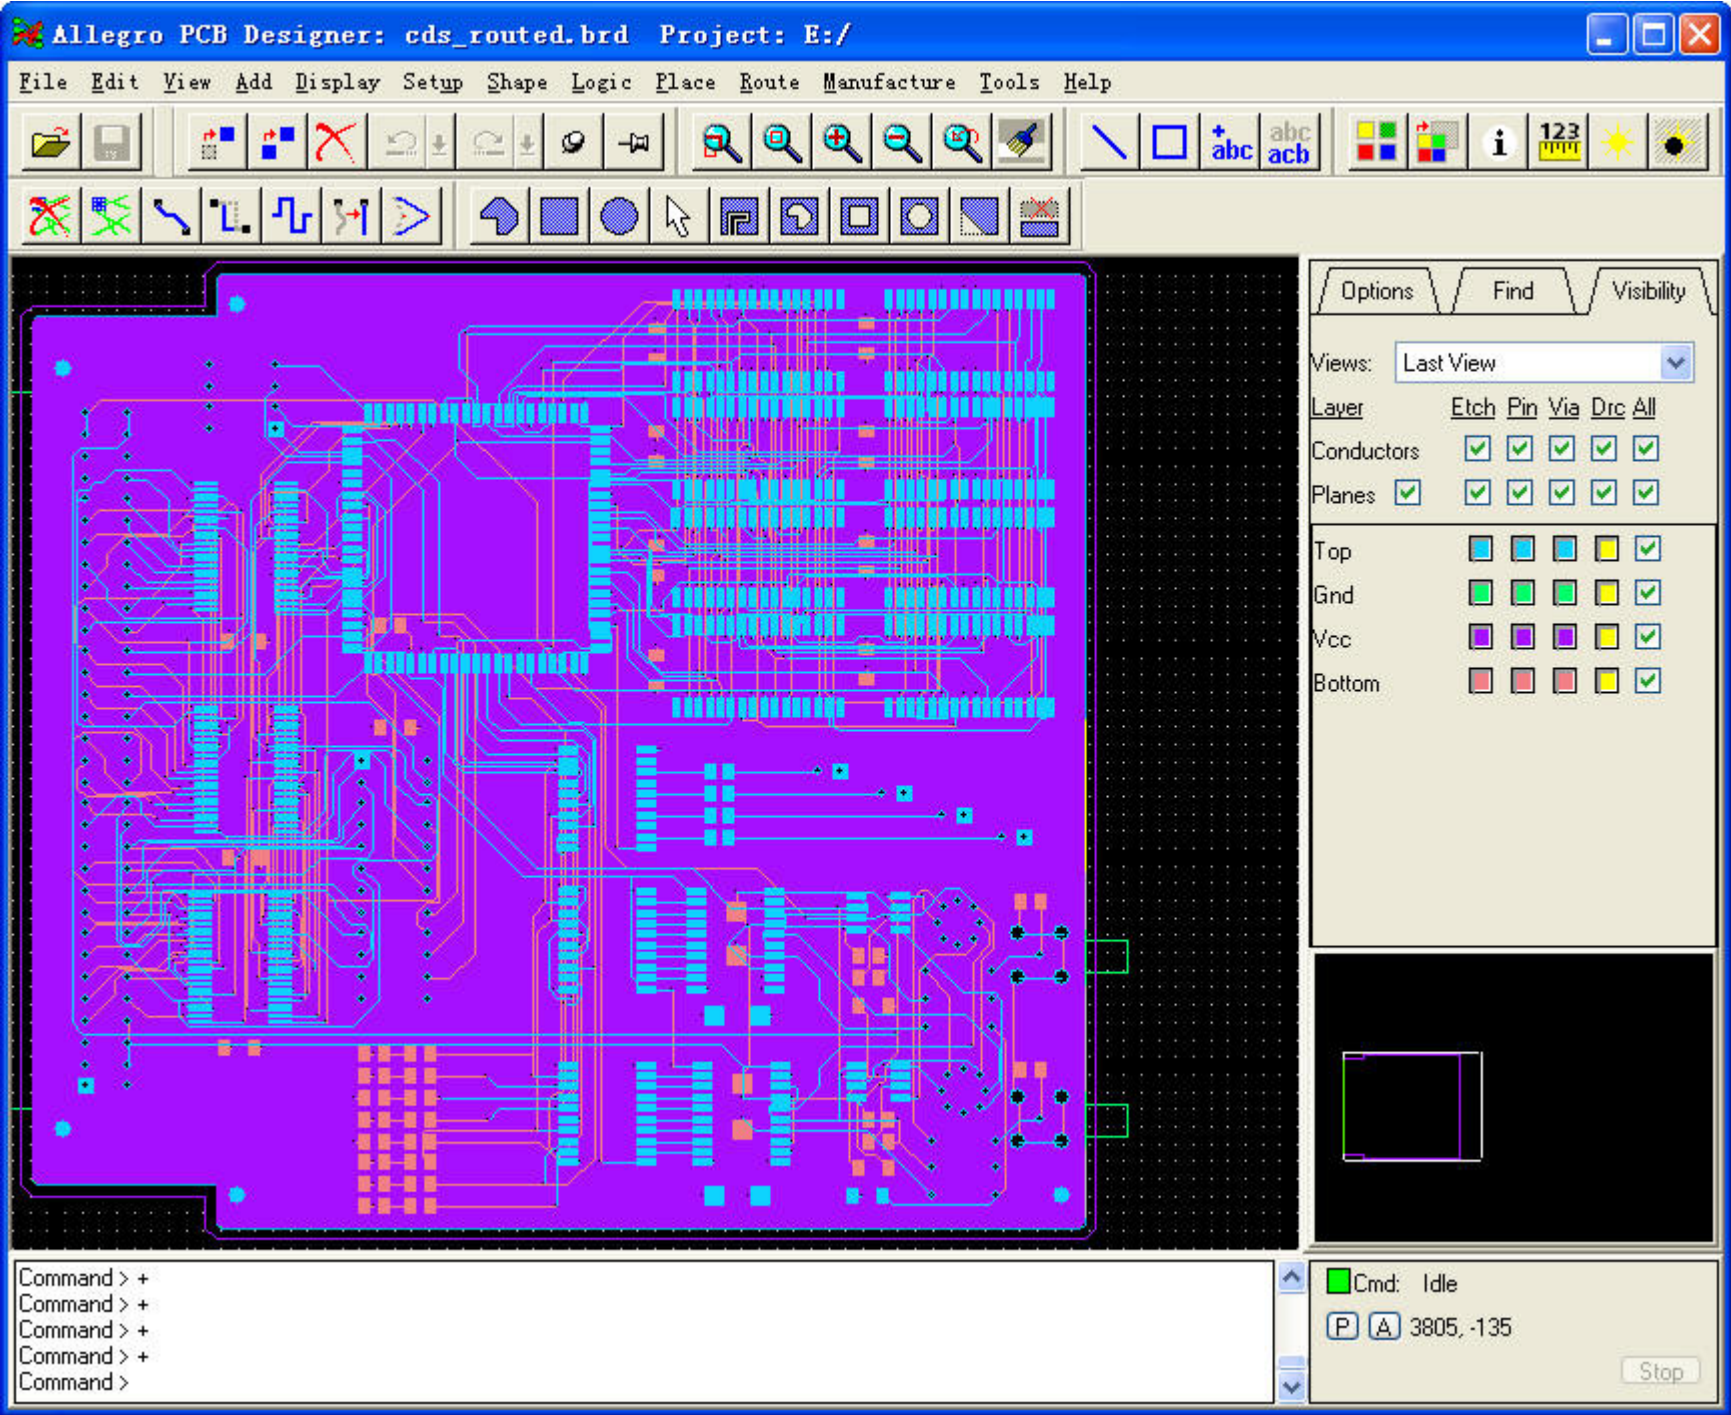 Allegro PCB Designer: cds_routed.brd Project: E:/
File Edit View Add Display Setup Shape Logic Place Route Manufacture Tools Help
+abc abc acb i 123
Options Find Visibility
Views: Last View
Layer Etch Pin Via Drc All
Conductors
Planes
Top
Gnd
Vcc
Bottom
Command > +
Command > +
Command > +
Command > +
Command >
Cmd: Idle
P A 3805, -135
Stop